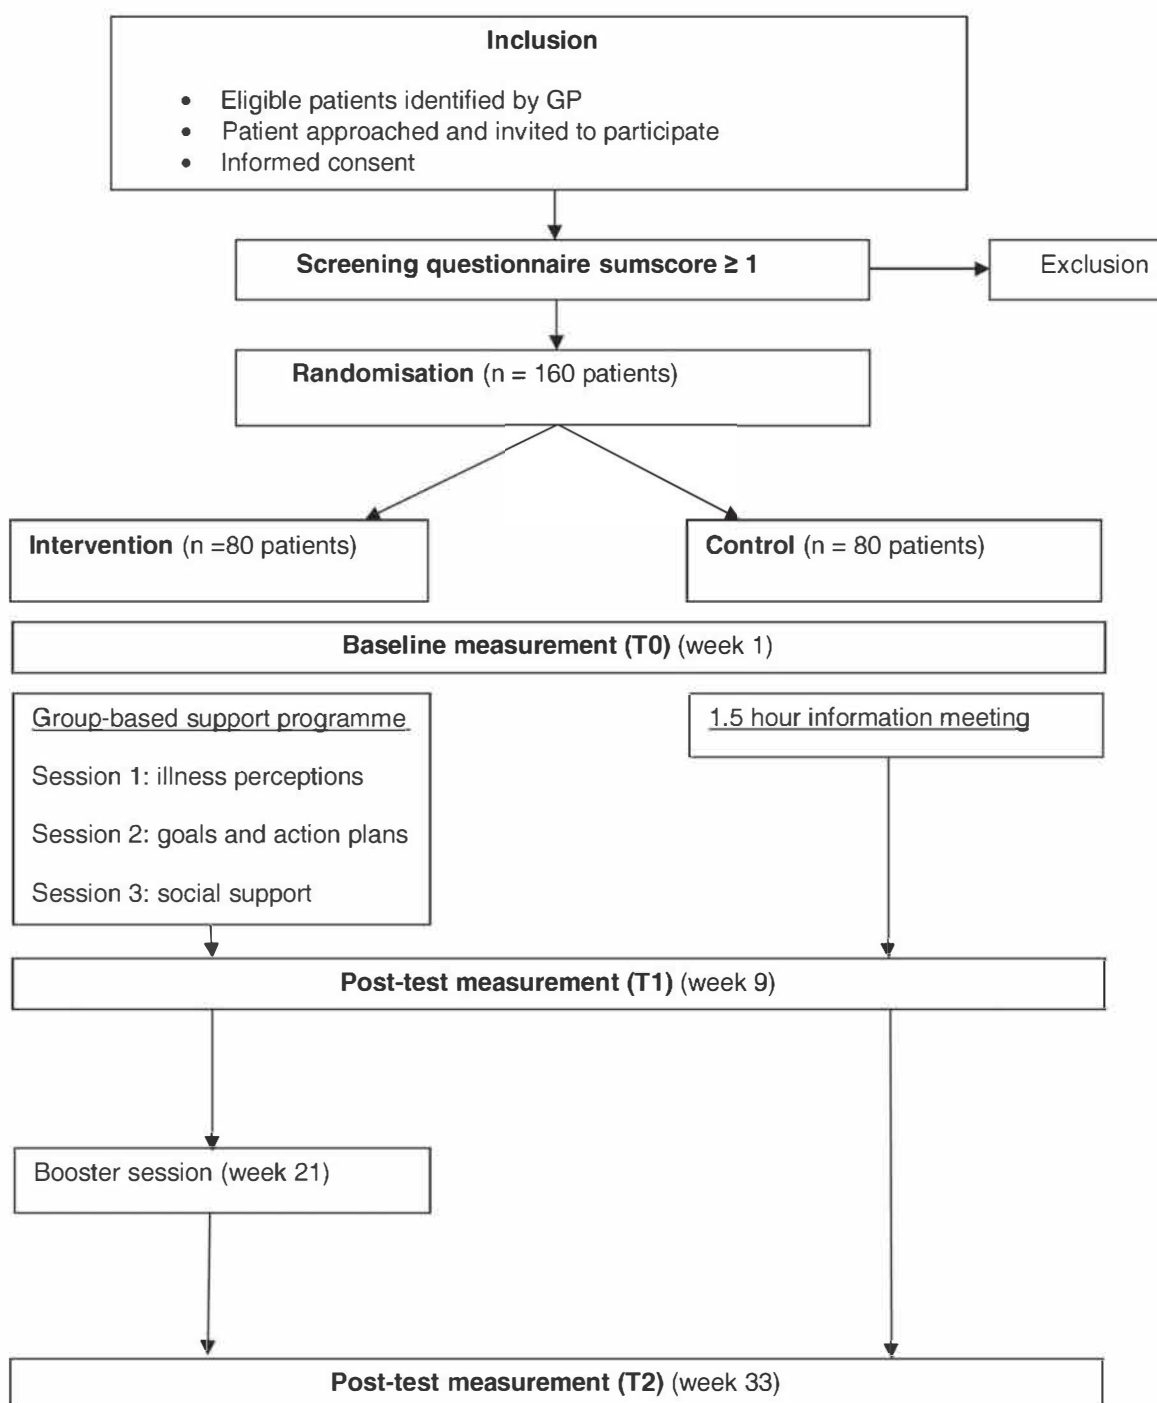 Inclusion
• Eligible patients identified by GP
• Patient approached and invited to participate
• Informed consent
Screening questionnaire sumscore ≥ 1
Exclusion
Randomisation (n = 160 patients)
Intervention (n =80 patients)
Control (n = 80 patients)
Baseline measurement (T0) (week 1)
Group-based support programme
1.5 hour information meeting
Session 1: illness perceptions
Session 2: goals and action plans
Session 3: social support
Post-test measurement (T1) (week 9)
Booster session (week 21)
Post-test measurement (T2) (week 33)